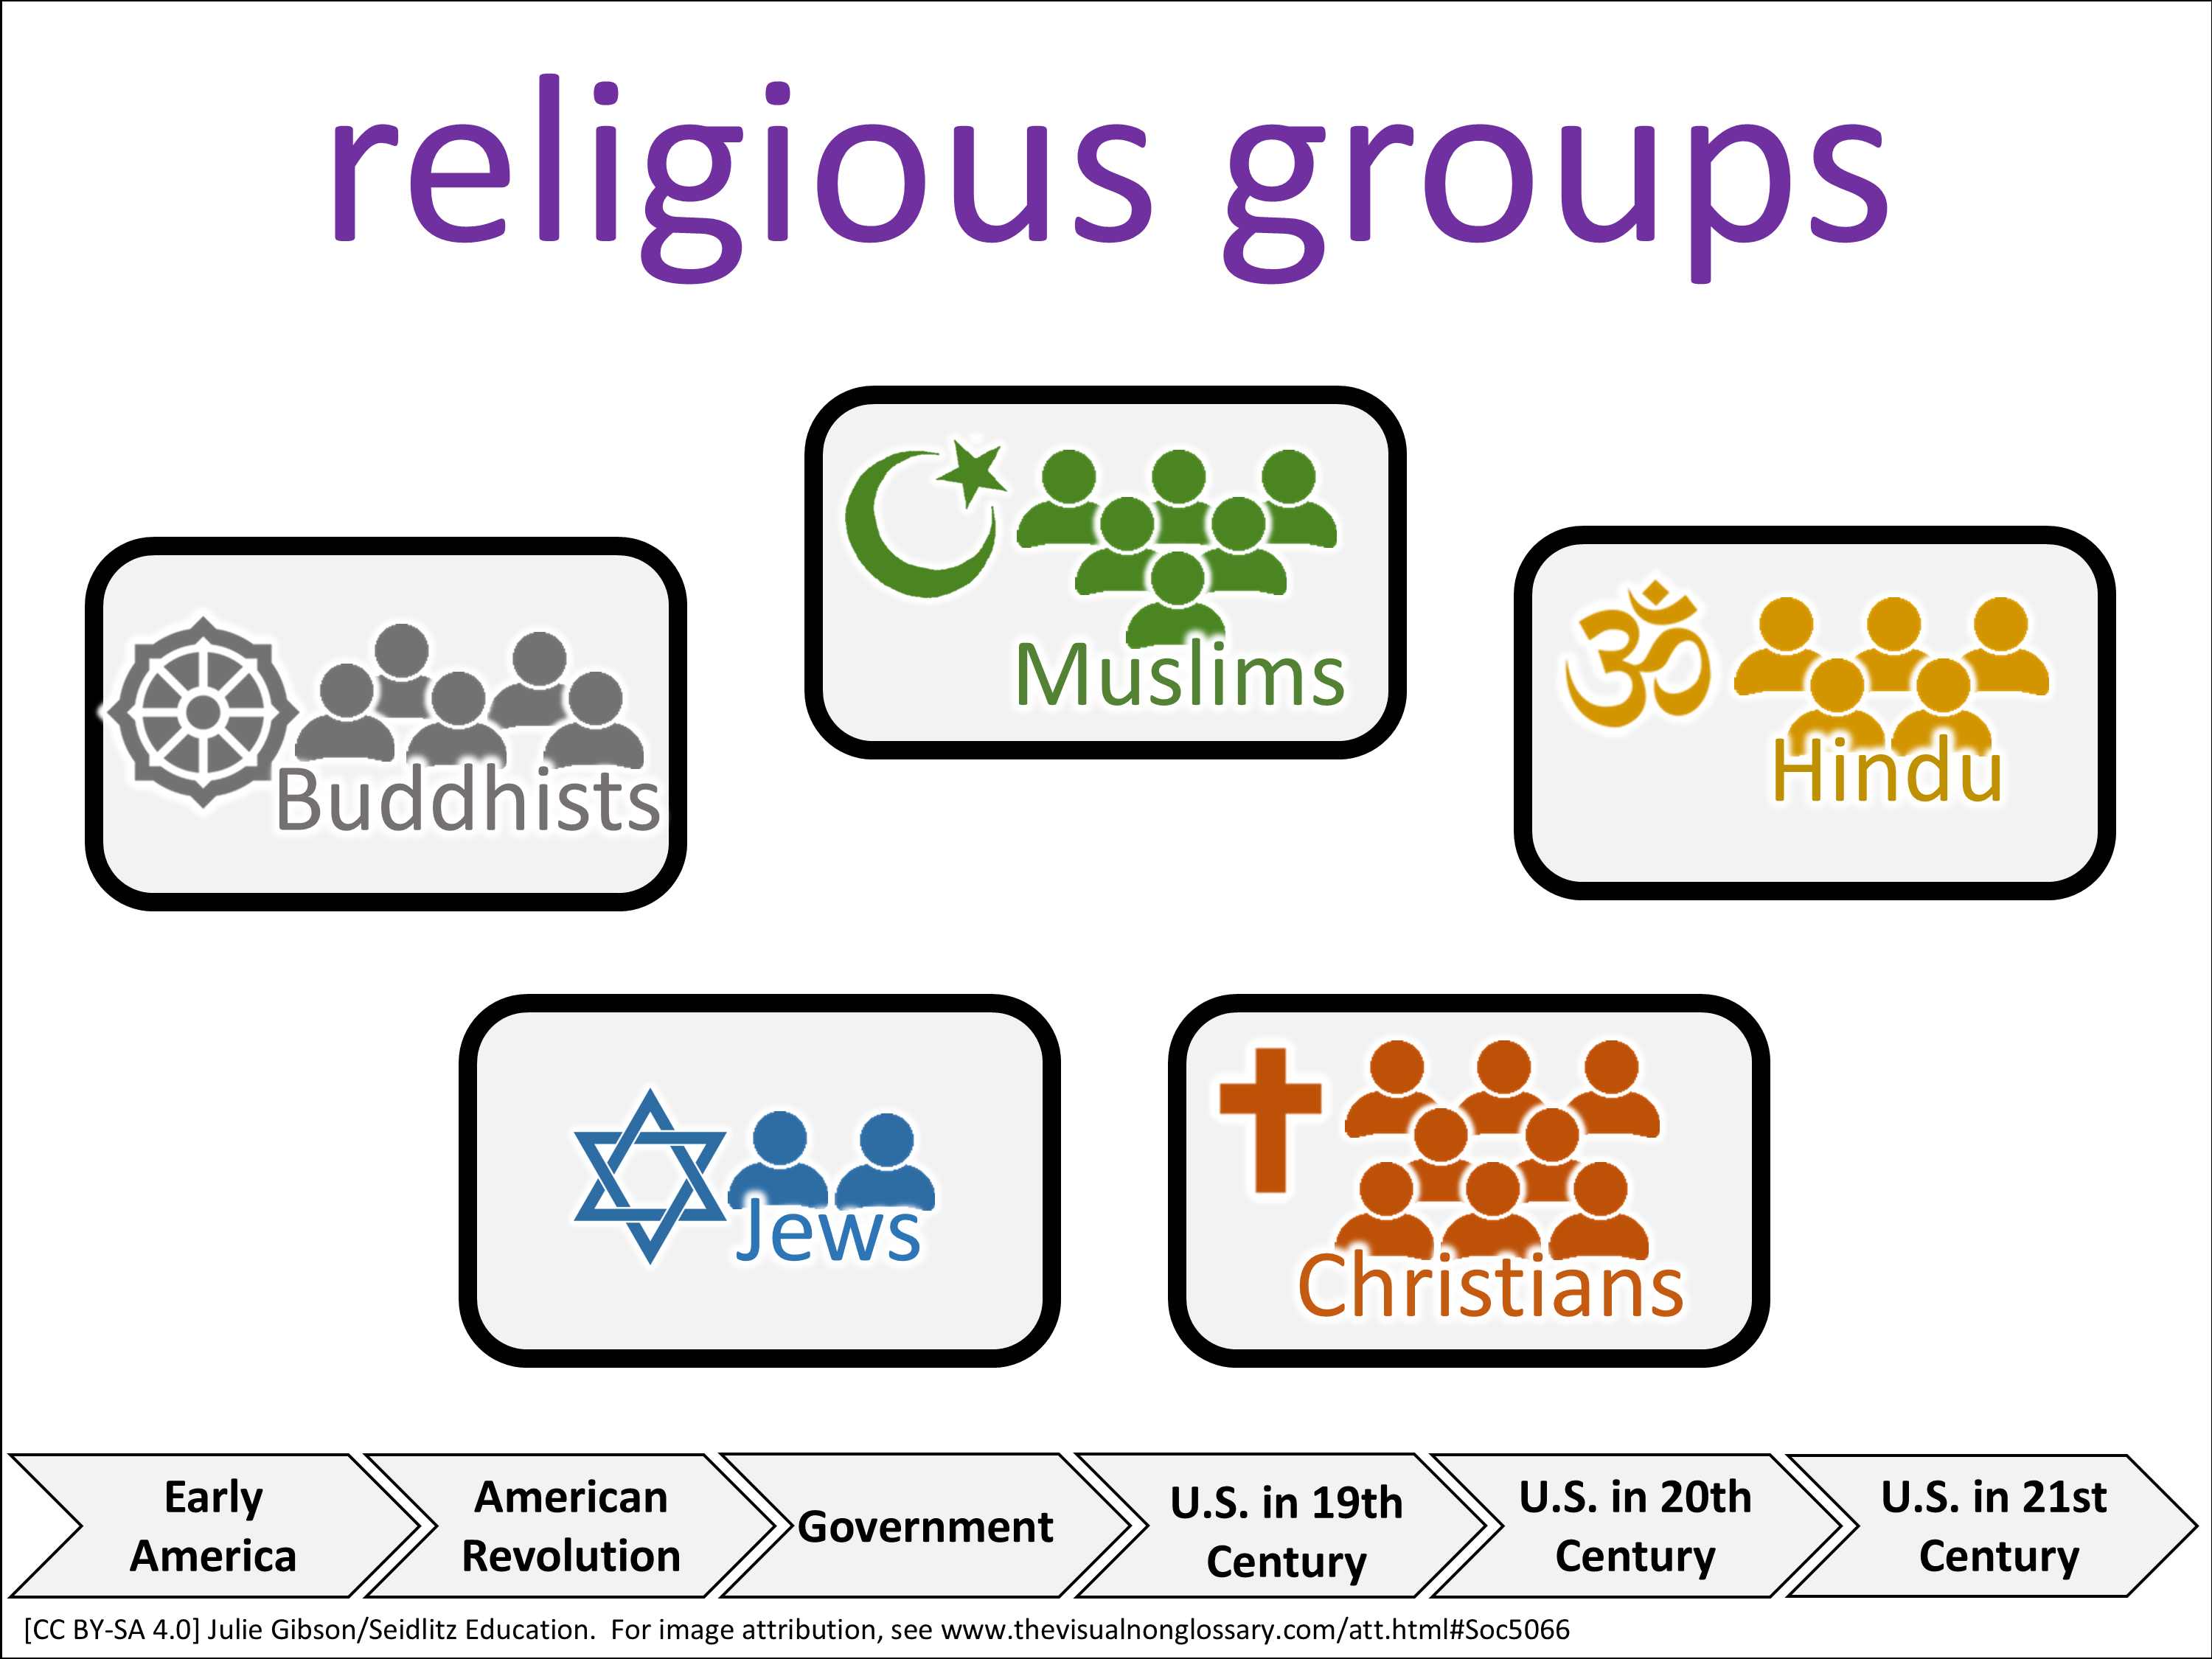 religious groups
Muslims
Buddhists
Hindu
Jews
Christians
Early
America
American
Revolution
Government
U.S. in 19th
Century
U.S. in 20th
Century
U.S. in 21st
Century
[CC BY-SA 4.0] Julie Gibson/Seidlitz Education.  For image attribution, see www.thevisualnonglossary.com/att.html#Soc5066